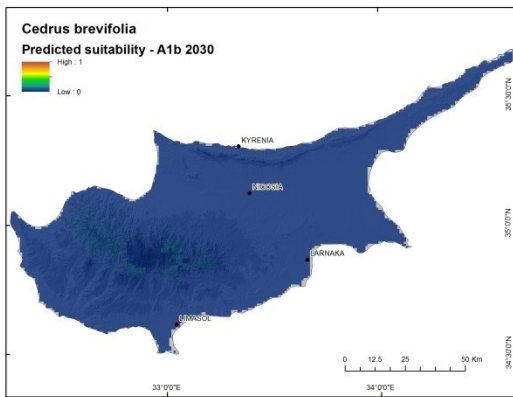 Cedrus brevifolia
Predicted suitability - A1b 2030
High : 1
Low : 0
35°30'0"N
KYRENIA
NICOSIA
35°0'0"N
LARNAKA
LIMASOL
34°30'0"N
0 12.5 25 50 Km
33°0'0"E 34°0'0"E